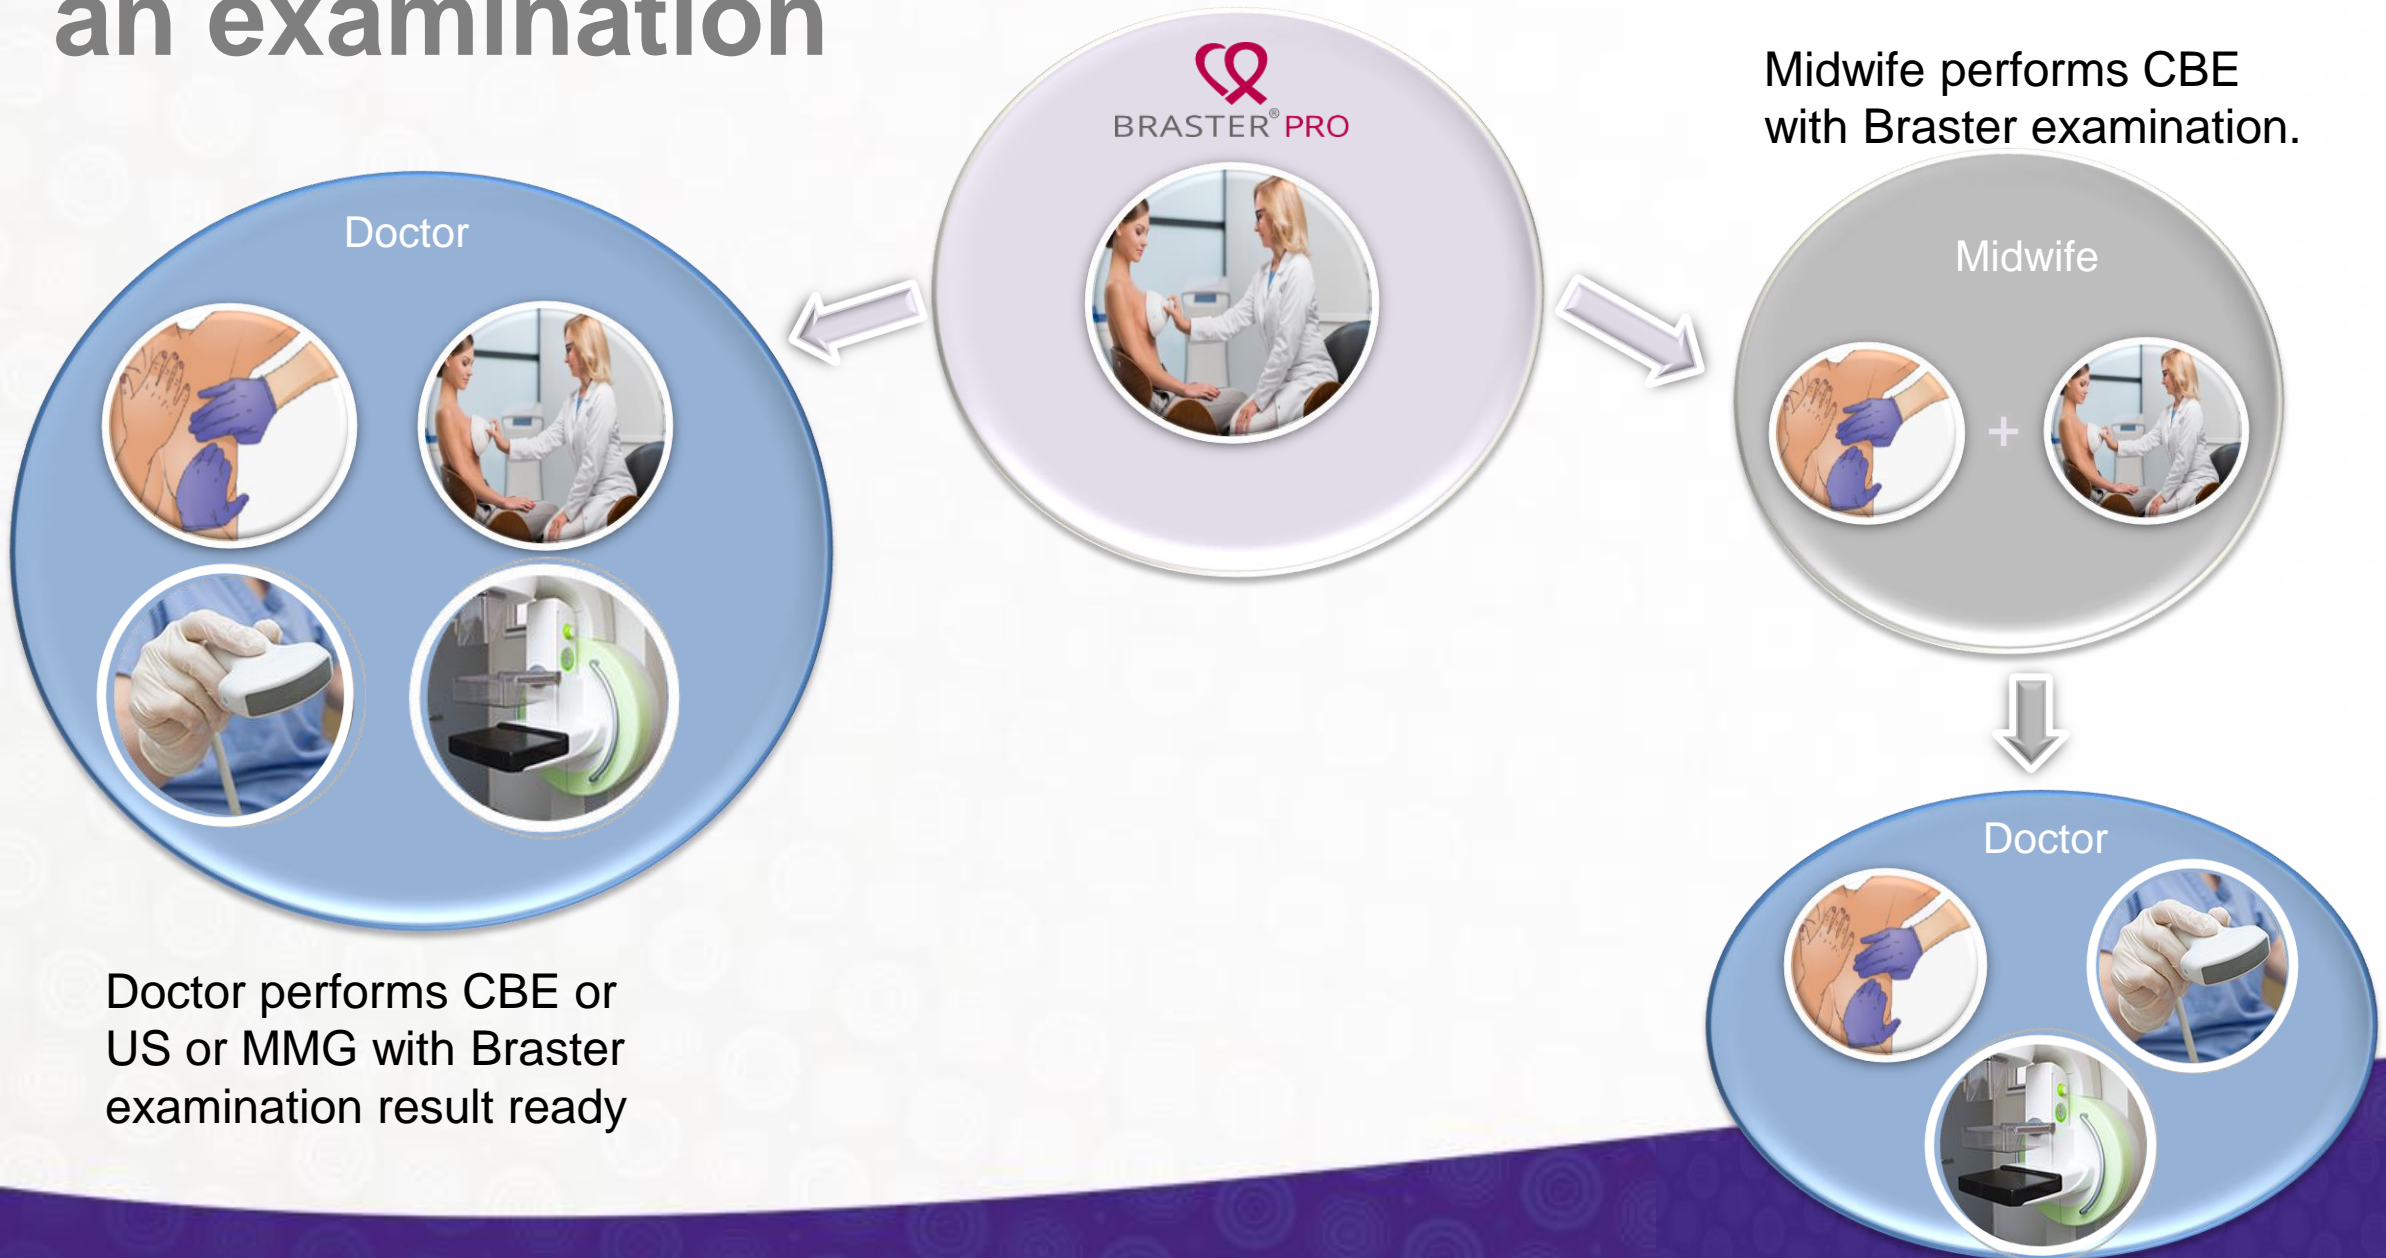 an examination
BRASTER® PRO
Midwife performs CBE
with Braster examination.
Doctor
Midwife
+
Doctor
Doctor performs CBE or
US or MMG with Braster
examination result ready